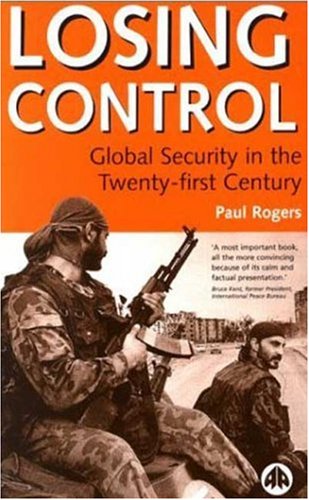 LOSING
CONTROL
Global Security in the
Twenty-first Century
Paul Rogers
'A most important book,
all the more convincing
because of its calm and
factual presentation.'
Bruce Kent, former President,
International Peace Bureau